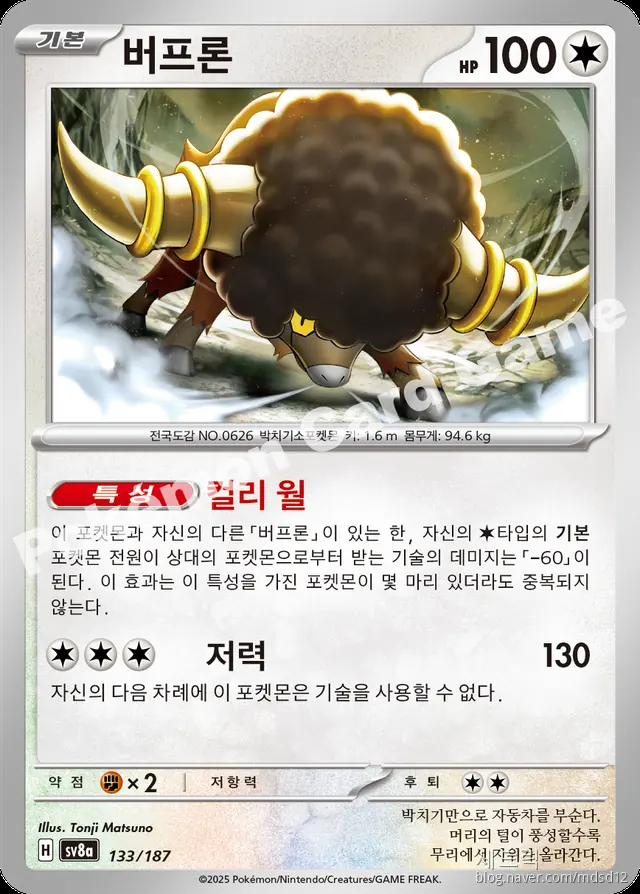 기본
버프론
HP 100
전국도감 NO.0626 박치기소포켓몬 키: 1.6 m 몸무게: 94.6 kg
Pokémon Card Game
특성 컬리 월
이 포켓몬과 자신의 다른 「버프론」이 있는 한, 자신의 타입의 기본
포켓몬 전원이 상대의 포켓몬으로부터 받는 기술의 데미지는 「-60」이
된다. 이 효과는 이 특성을 가진 포켓몬이 몇 마리 있더라도 중복되지
않는다.
저력 130
자신의 다음 차례에 이 포켓몬은 기술을 사용할 수 없다.
약점 ×2 저항력 후퇴
Illus. Tonji Matsuno
H sv8a 133/187
박치기만으로 자동차를 부순다.
머리의 털이 풍성할수록
무리에서 지위가 올라간다.
©2025 Pokémon/Nintendo/Creatures/GAME FREAK.
blog.naver.com/mdsd12